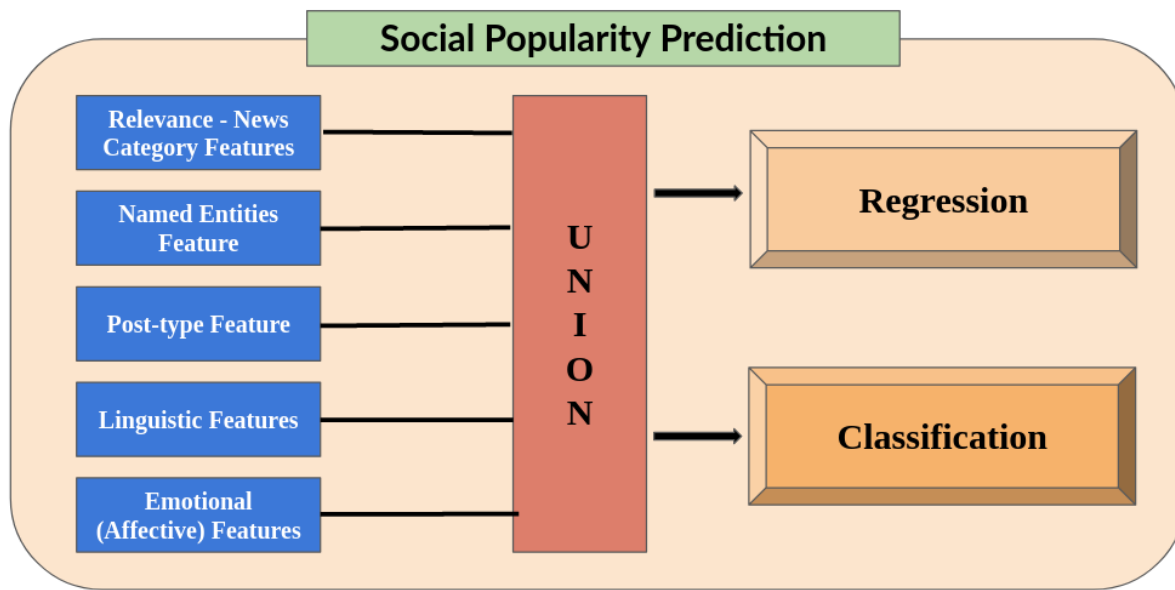 Social Popularity Prediction
Relevance - News
Category Features
Named Entities
Feature
Post-type Feature
Linguistic Features
Emotional
(Affective) Features
U
N
I
O
N
Regression
Classification